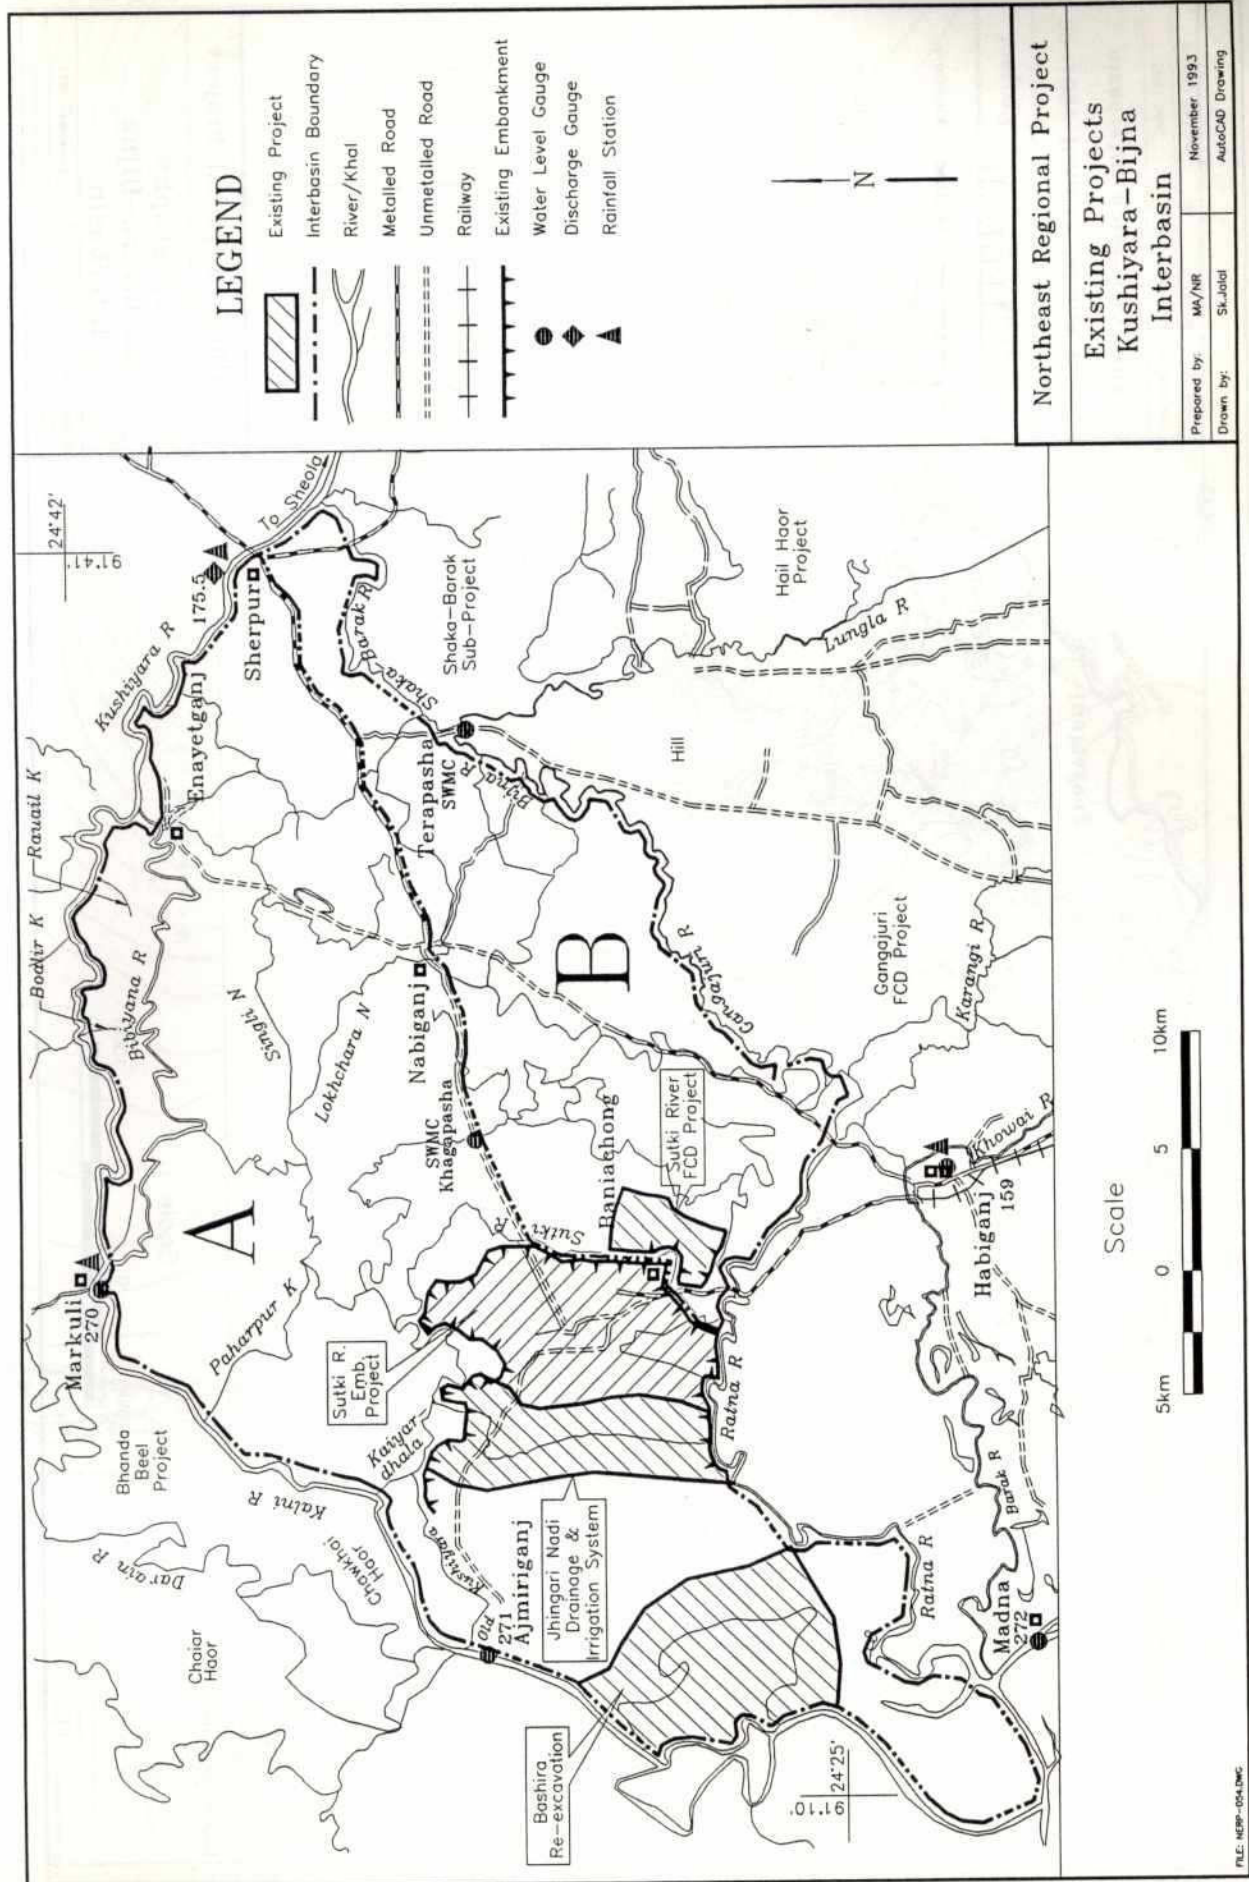 Bodlir K
Rauail K
Kushiyara R
24°42'
91°41'
175.5
To Sheola
Markuli
270
Bibiyana R
Enayetganj
Sherpur
Barak R
Shaka-
Shaka-Barak
Sub-Project
Bhanda
Beel
Project
A
Singli N
Lokhchara N
Nabiganj
Terapasha
SWMC
Bijna R
Paharpur K
Kalni R
Darain R
Chawkhai
Haor
Chaiar
Haor
SWMC
Khagapasha
B
Hill
Hail Haor
Project
Lungla R
Sutki R.
Emb.
Project
Kaiyar
dhala
Sutki R
Baniachong
Sutki River
FCD Project
Gangajuri R
Gangajuri
FCD Project
Karangi R
Old Kushiyara
271
Ajmiriganj
Jhingari Nadi
Drainage &
Irrigation System
Ratna R
Bashira
Re-excavation
Khowai R
Habiganj
159
Barak R
Ratna R
Madna
272
24°25'
91°10'
Scale
5km 0 5 10km
LEGEND
Existing Project
Interbasin Boundary
River/Khal
Metalled Road
Unmetalled Road
Railway
Existing Embankment
Water Level Gauge
Discharge Gauge
Rainfall Station
N
Northeast Regional Project
Existing Projects
Kushiyara-Bijna
Interbasin
Prepared by: MA/NR November 1993
Drawn by: Sk.Jalal AutoCAD Drawing
FILE: NERP-054.DWG